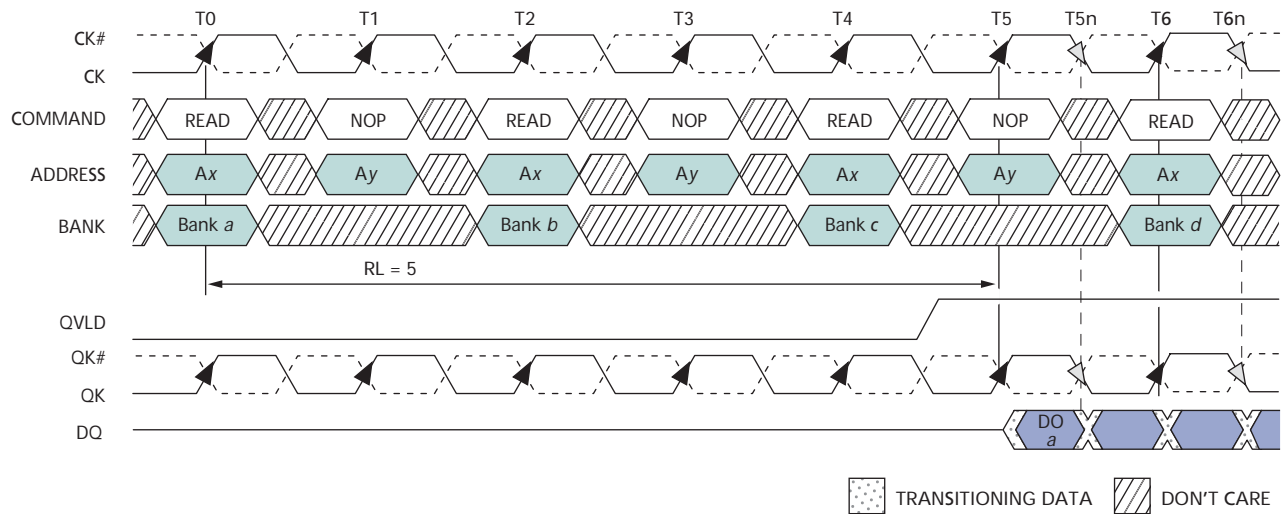 T0 T1 T2 T3 T4 T5 T5n T6 T6n
CK#
CK
COMMAND READ NOP READ NOP READ NOP READ
ADDRESS Ax Ay Ax Ay Ax Ay Ax
BANK Bank a Bank b Bank c Bank d
RL = 5
QVLD
QK#
QK
DQ DO
a
TRANSITIONING DATA DON'T CARE